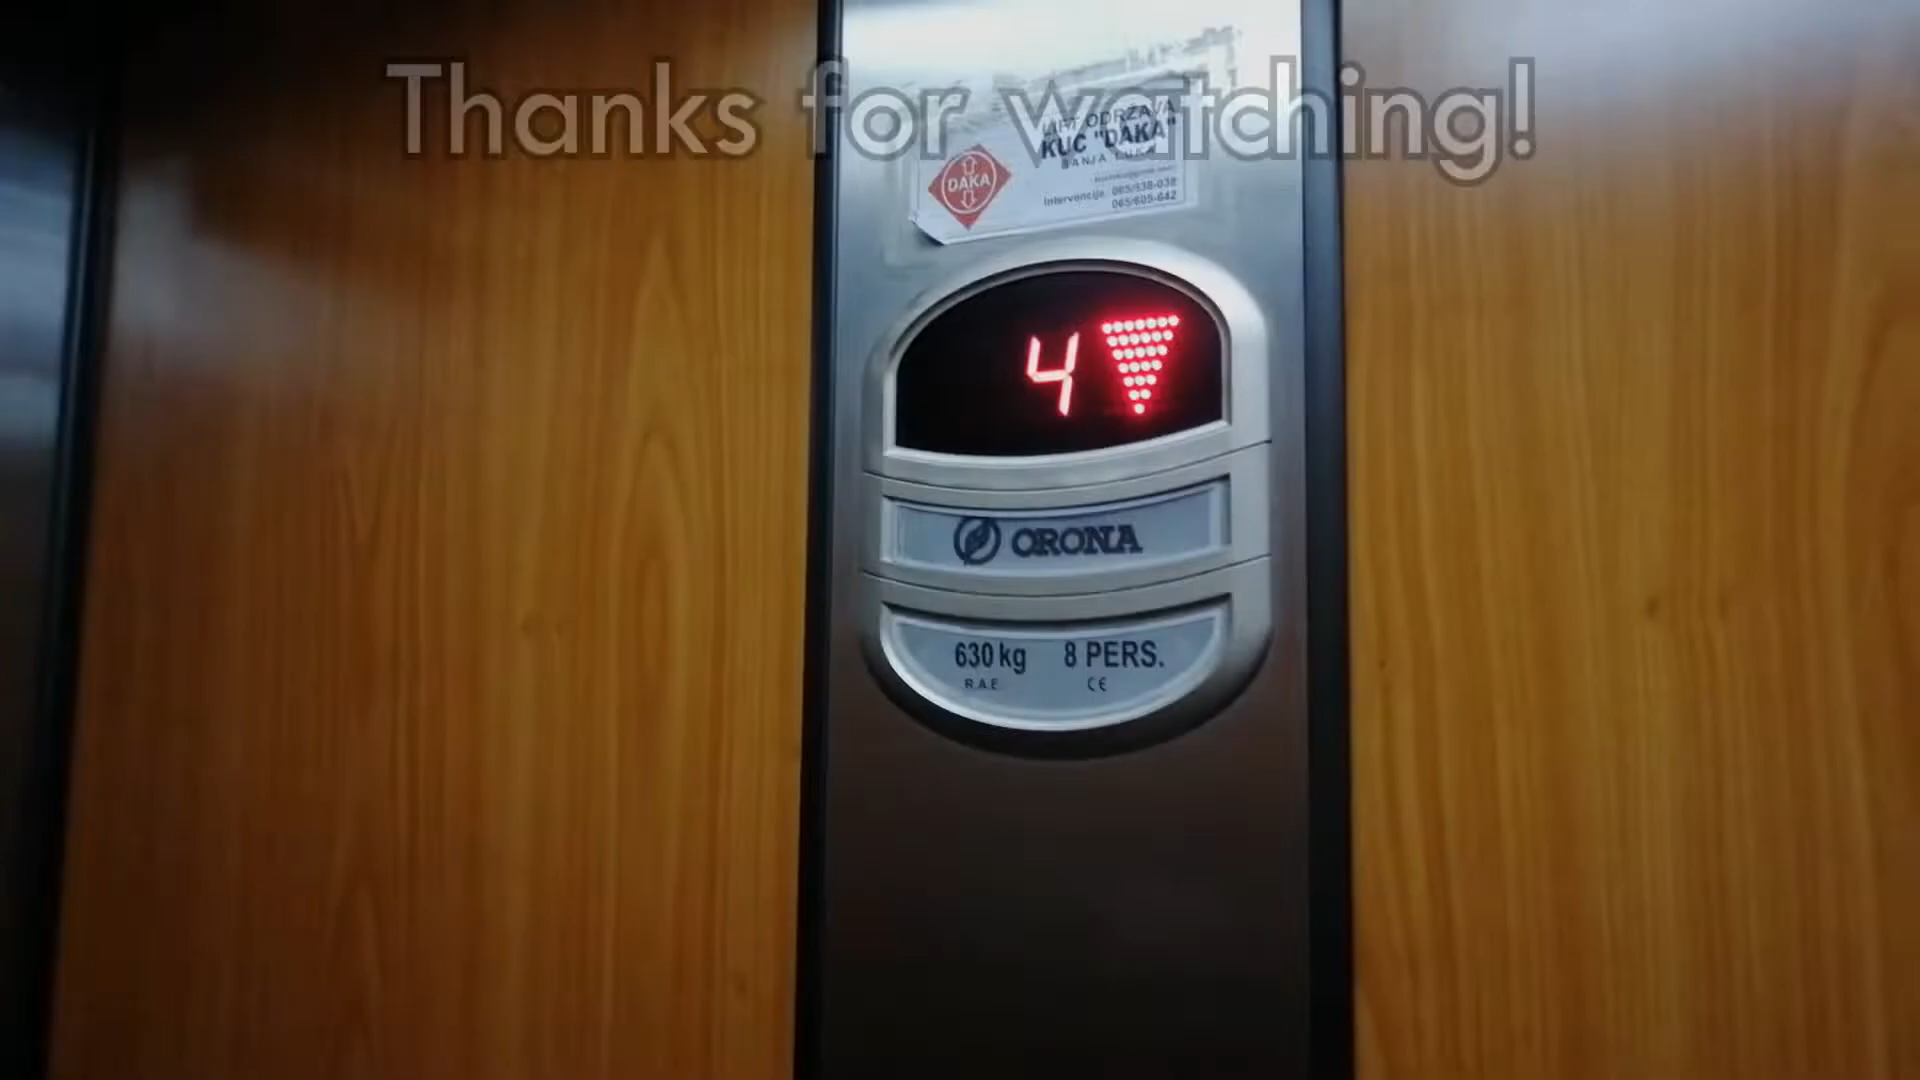 Thanks for watching!
LIFT ODRŽAVA
KUC "DAKA"
BANJA LUKA
DAKA
Intervencije 065/638-038
065/605-642
4
ORONA
630 kg 8 PERS.
R.A.E. CE